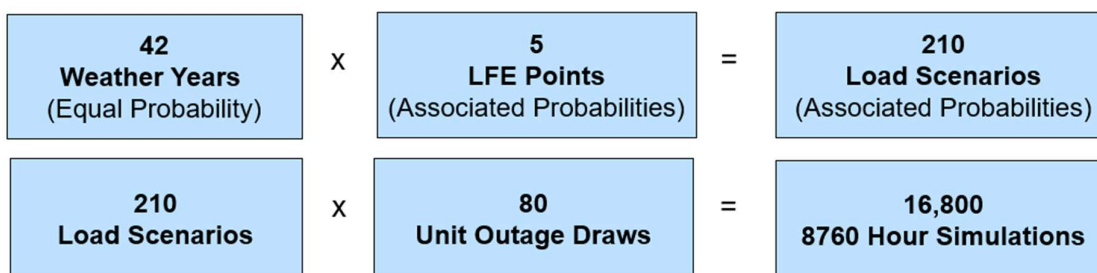 42 x 5 = 210
Weather Years LFE Points Load Scenarios
(Equal Probability) (Associated Probabilities) (Associated Probabilities)
210 x 80 = 16,800
Load Scenarios Unit Outage Draws 8760 Hour Simulations